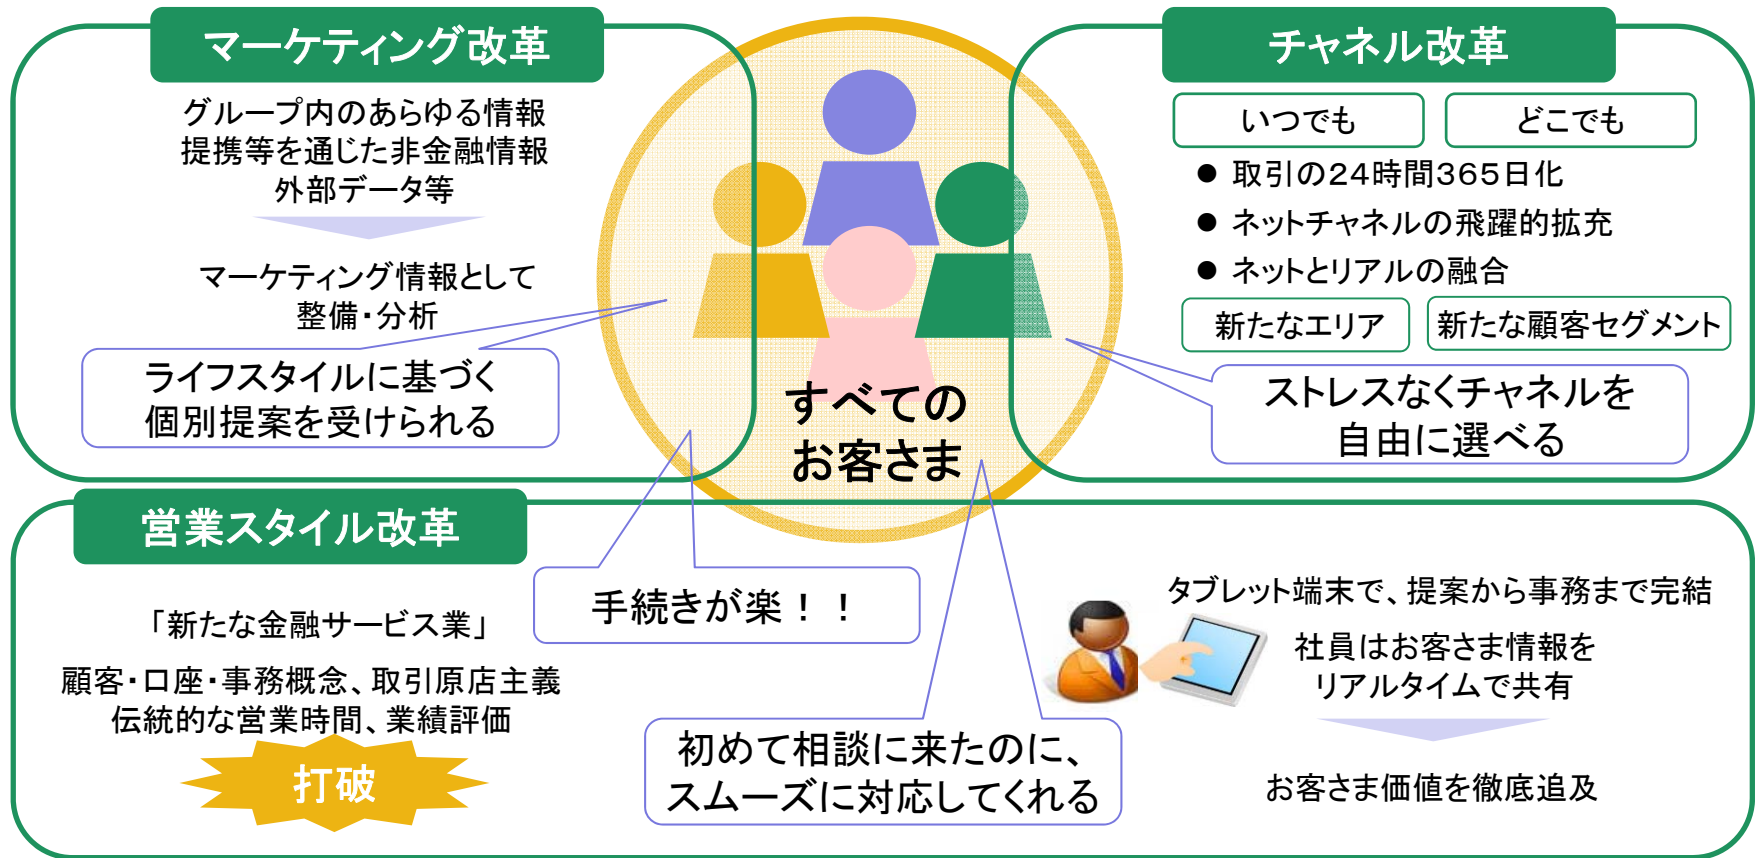 マーケティング改革
グループ内のあらゆる情報
提携等を通じた非金融情報
外部データ等
マーケティング情報として
整備・分析
ライフスタイルに基づく
個別提案を受けられる
すべての
お客さま
チャネル改革
いつでも
どこでも
● 取引の24時間365日化
● ネットチャネルの飛躍的拡充
● ネットとリアルの融合
新たなエリア
新たな顧客セグメント
ストレスなくチャネルを
自由に選べる
営業スタイル改革
「新たな金融サービス業」
顧客・口座・事務概念、取引原店主義
伝統的な営業時間、業績評価
打破
手続きが楽！！
初めて相談に来たのに、
スムーズに対応してくれる
タブレット端末で、提案から事務まで完結
社員はお客さま情報を
リアルタイムで共有
お客さま価値を徹底追及